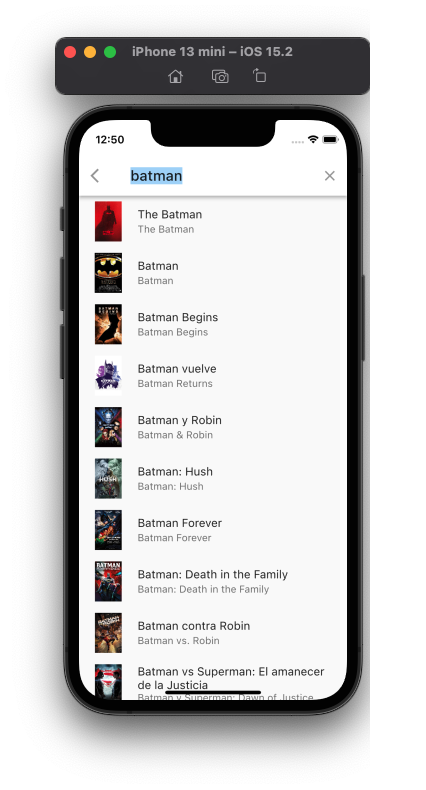 iPhone 13 mini – iOS 15.2
12:50
batman
The Batman
The Batman
Batman
Batman
Batman Begins
Batman Begins
Batman vuelve
Batman Returns
Batman y Robin
Batman & Robin
Batman: Hush
Batman: Hush
Batman Forever
Batman Forever
BATMAN
Batman: Death in the Family
Batman: Death in the Family
Batman contra Robin
Batman vs. Robin
Batman vs Superman: El amanecer
de la Justicia
Batman v Superman: Dawn of Justice